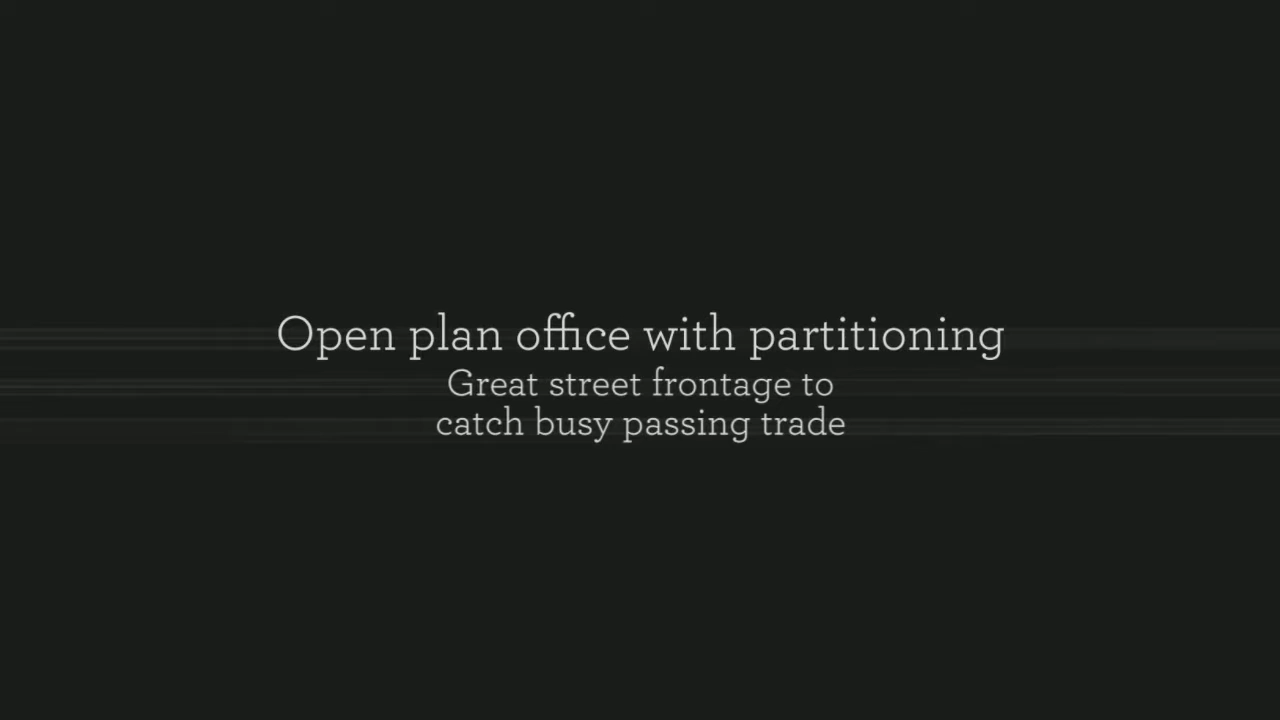 Open plan office with partitioning
Great street frontage to
catch busy passing trade